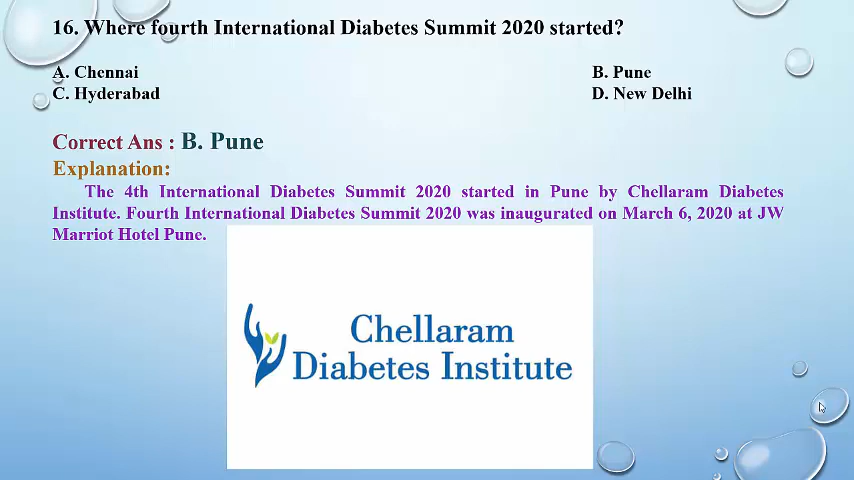 16. Where fourth International Diabetes Summit 2020 started?
A. Chennai
B. Pune
C. Hyderabad
D. New Delhi
Correct Ans : B. Pune
Explanation:
The 4th International Diabetes Summit 2020 started in Pune by Chellaram Diabetes
Institute. Fourth International Diabetes Summit 2020 was inaugurated on March 6, 2020 at JW
Marriot Hotel Pune.
Chellaram
Diabetes Institute